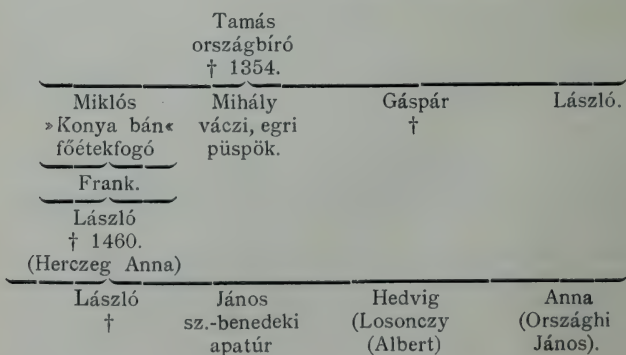 Tamás
országbíró
† 1354.
Miklós Mihály Gáspár László.
»Konya bán« váczi, egri †
főétekfogó püspök.
Frank.
László
† 1460.
(Herczeg Anna)
László János Hedvig Anna
† sz.-benedeki (Losonczy (Országhi
apatúr (Albert) János).